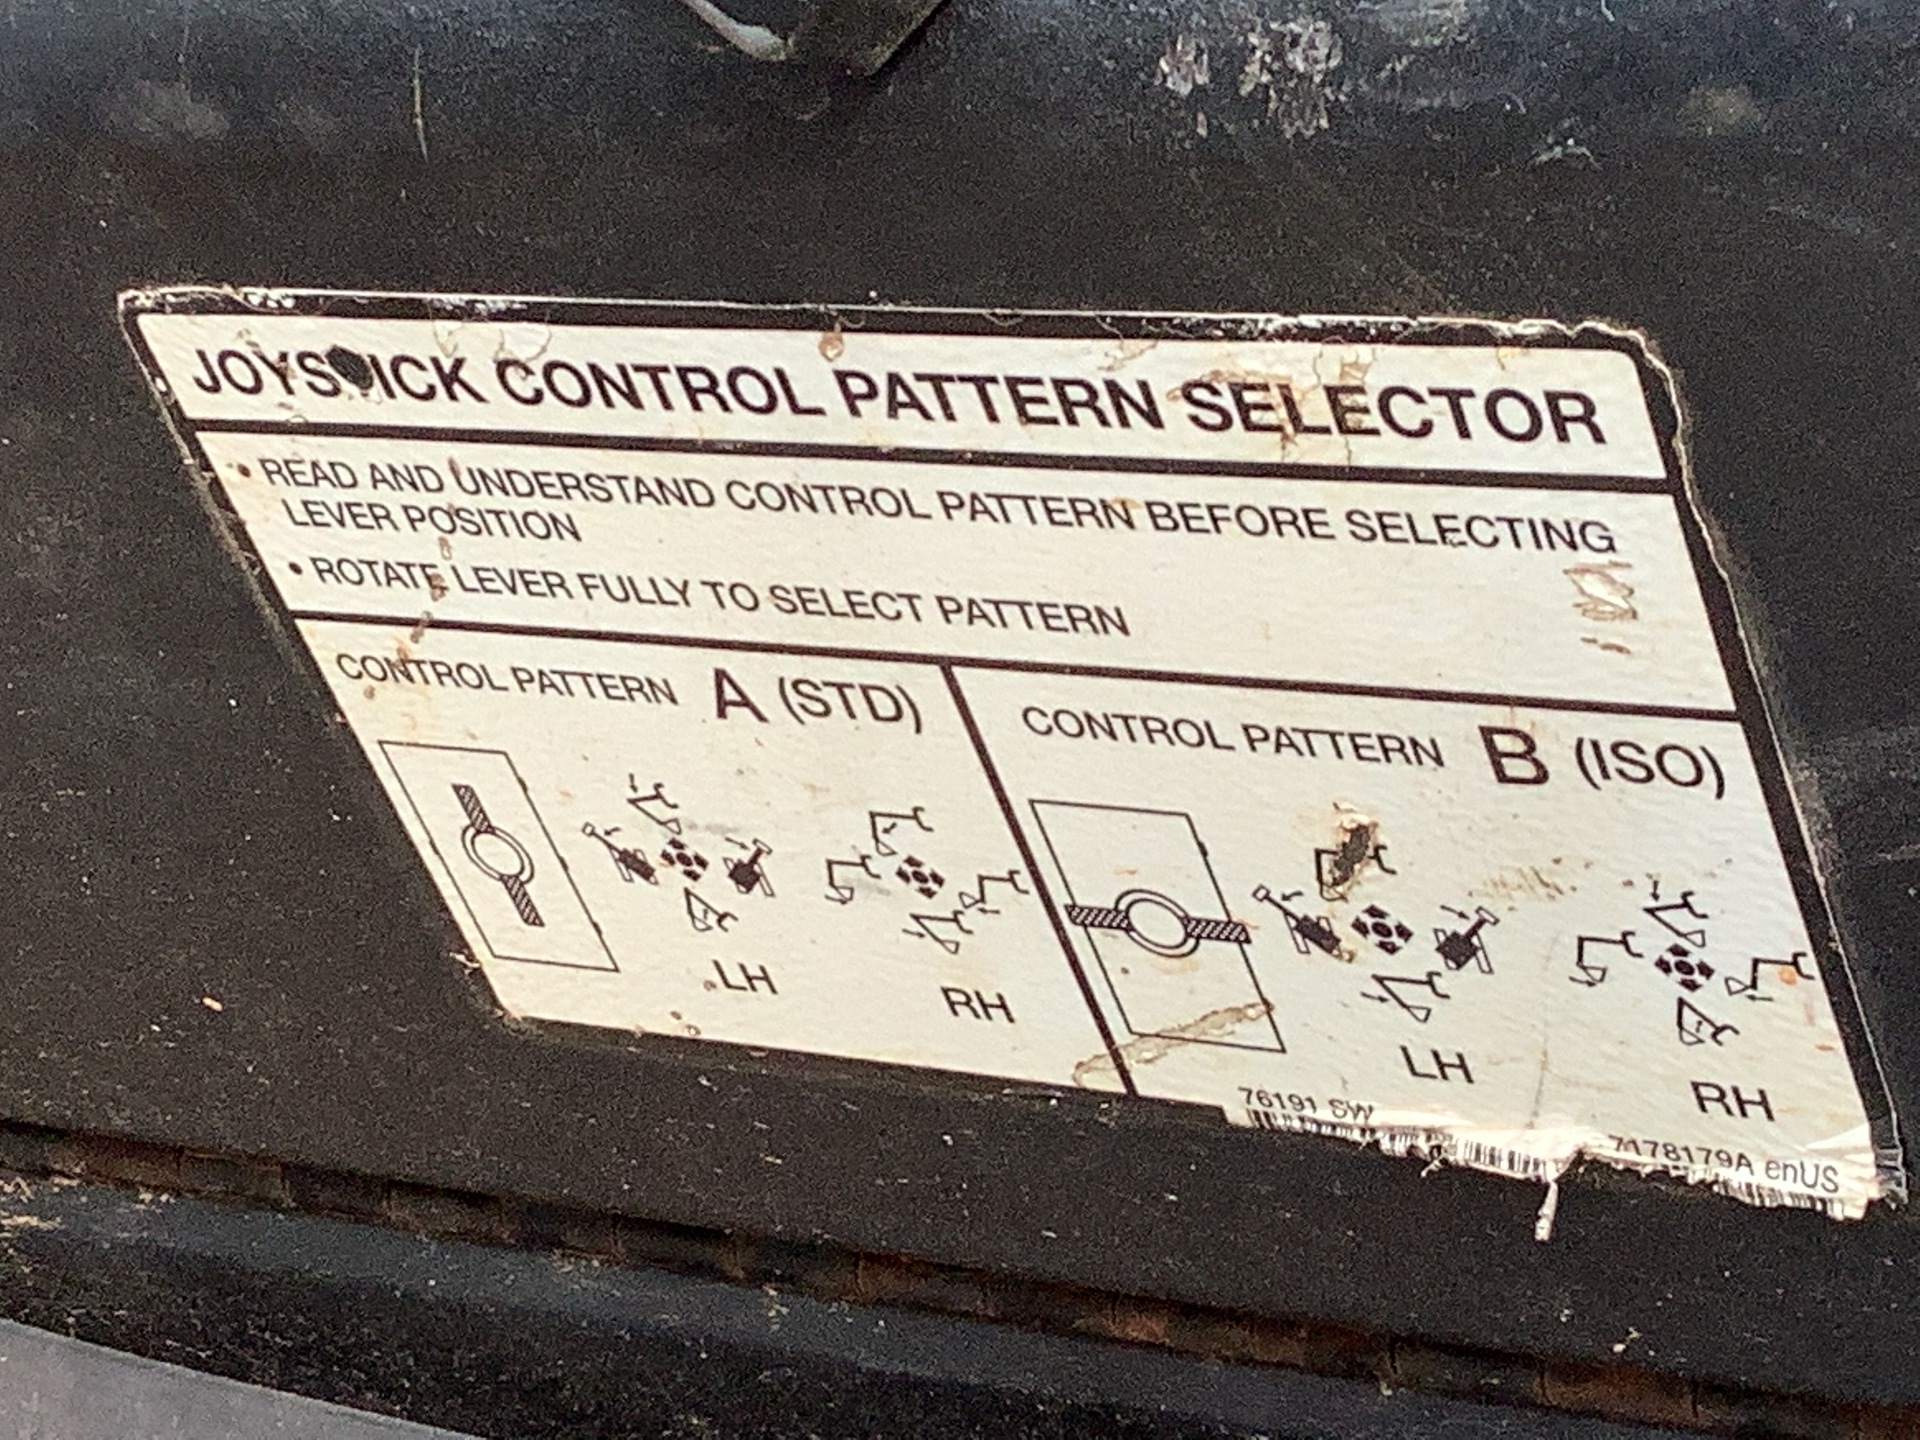 JOYSTICK CONTROL PATTERN SELECTOR
• READ AND UNDERSTAND CONTROL PATTERN BEFORE SELECTING
LEVER POSITION
• ROTATE LEVER FULLY TO SELECT PATTERN
CONTROL PATTERN A (STD)
LH
RH
CONTROL PATTERN B (ISO)
LH
RH
76191 SW
7178179A enUS